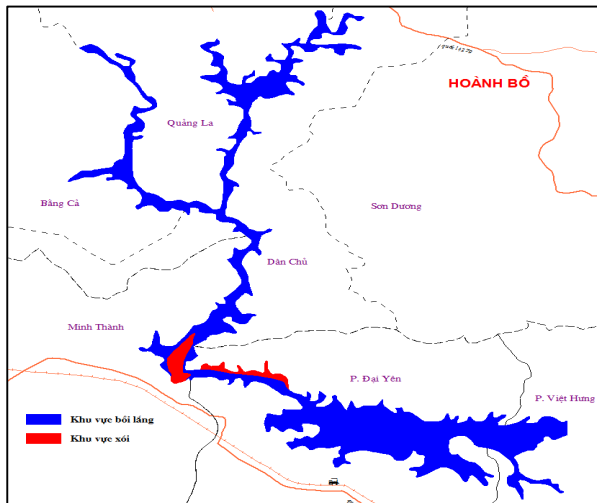 HOÀNH BỒ
Quảng La
Bằng Cả
Sơn Dương
Dân Chủ
Minh Thành
P. Đại Yên
P. Việt Hưng
Khu vực bồi lắng
Khu vực xói